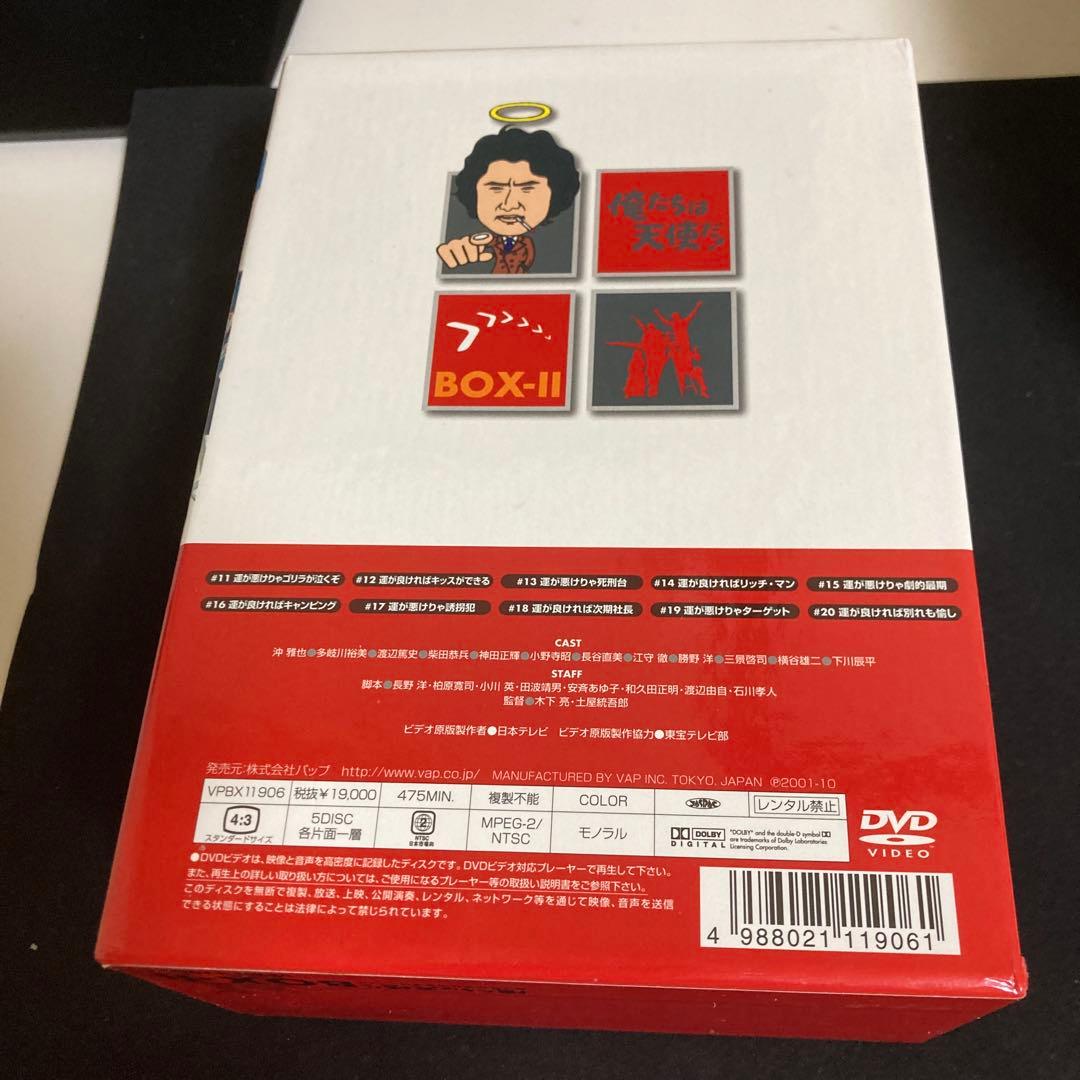 俺たちは
天使だ
BOX-II
#11 運が悪けりゃゴリラが泣くぞ #12 運が良ければキッスができる #13 運が悪けりゃ死刑台 #14 運が良ければリッチ・マン #15 運が悪けりゃ劇的最期
#16 運が良ければキャンピング #17 運が悪けりゃ誘拐犯 #18 運が良ければ次期社長 #19 運が悪けりゃターゲット #20 運が良ければ別れも愉し
CAST
沖 雅也●多岐川裕美●渡辺篤史●柴田恭兵●神田正輝●小野寺昭●長谷直美●江守 徹●勝野 洋●三景啓司●横谷雄二●下川辰平
STAFF
脚本●長野 洋・柏原寛司・小川 英・田波靖男・安斉あゆ子・和久田正明・渡辺由自・石川孝人
監督●木下 亮・土屋統吾郎
ビデオ原版製作者●日本テレビ ビデオ原版製作協力●東宝テレビ部
発売元:株式会社バップ http://www.vap.co.jp/ MANUFACTURED BY VAP INC. TOKYO. JAPAN ℗2001-10
VPBX11906 税抜¥19,000 475MIN. 複製不能 COLOR レンタル禁止
4:3 スタンダードサイズ 5DISC 各片面一層 2 NTSC 日本市場向 MPEG-2/NTSC モノラル DOLBY DIGITAL "DOLBY" and the double-D symbol are trademarks of Dolby Laboratories Licensing Corporation.
DVD VIDEO
●DVDビデオは、映像と音声を高密度に記録したディスクです。DVDビデオ対応プレーヤーで再生して下さい。
また、再生上の詳しい取り扱い方については、ご使用になるプレーヤー等の取扱い説明書をご参照下さい。
このディスクを無断で複製、放送、上映、公開演奏、レンタル、ネットワーク等を通じて映像、音声を送信
できる状態にすることは法律によって禁じられています。
4 988021 119061